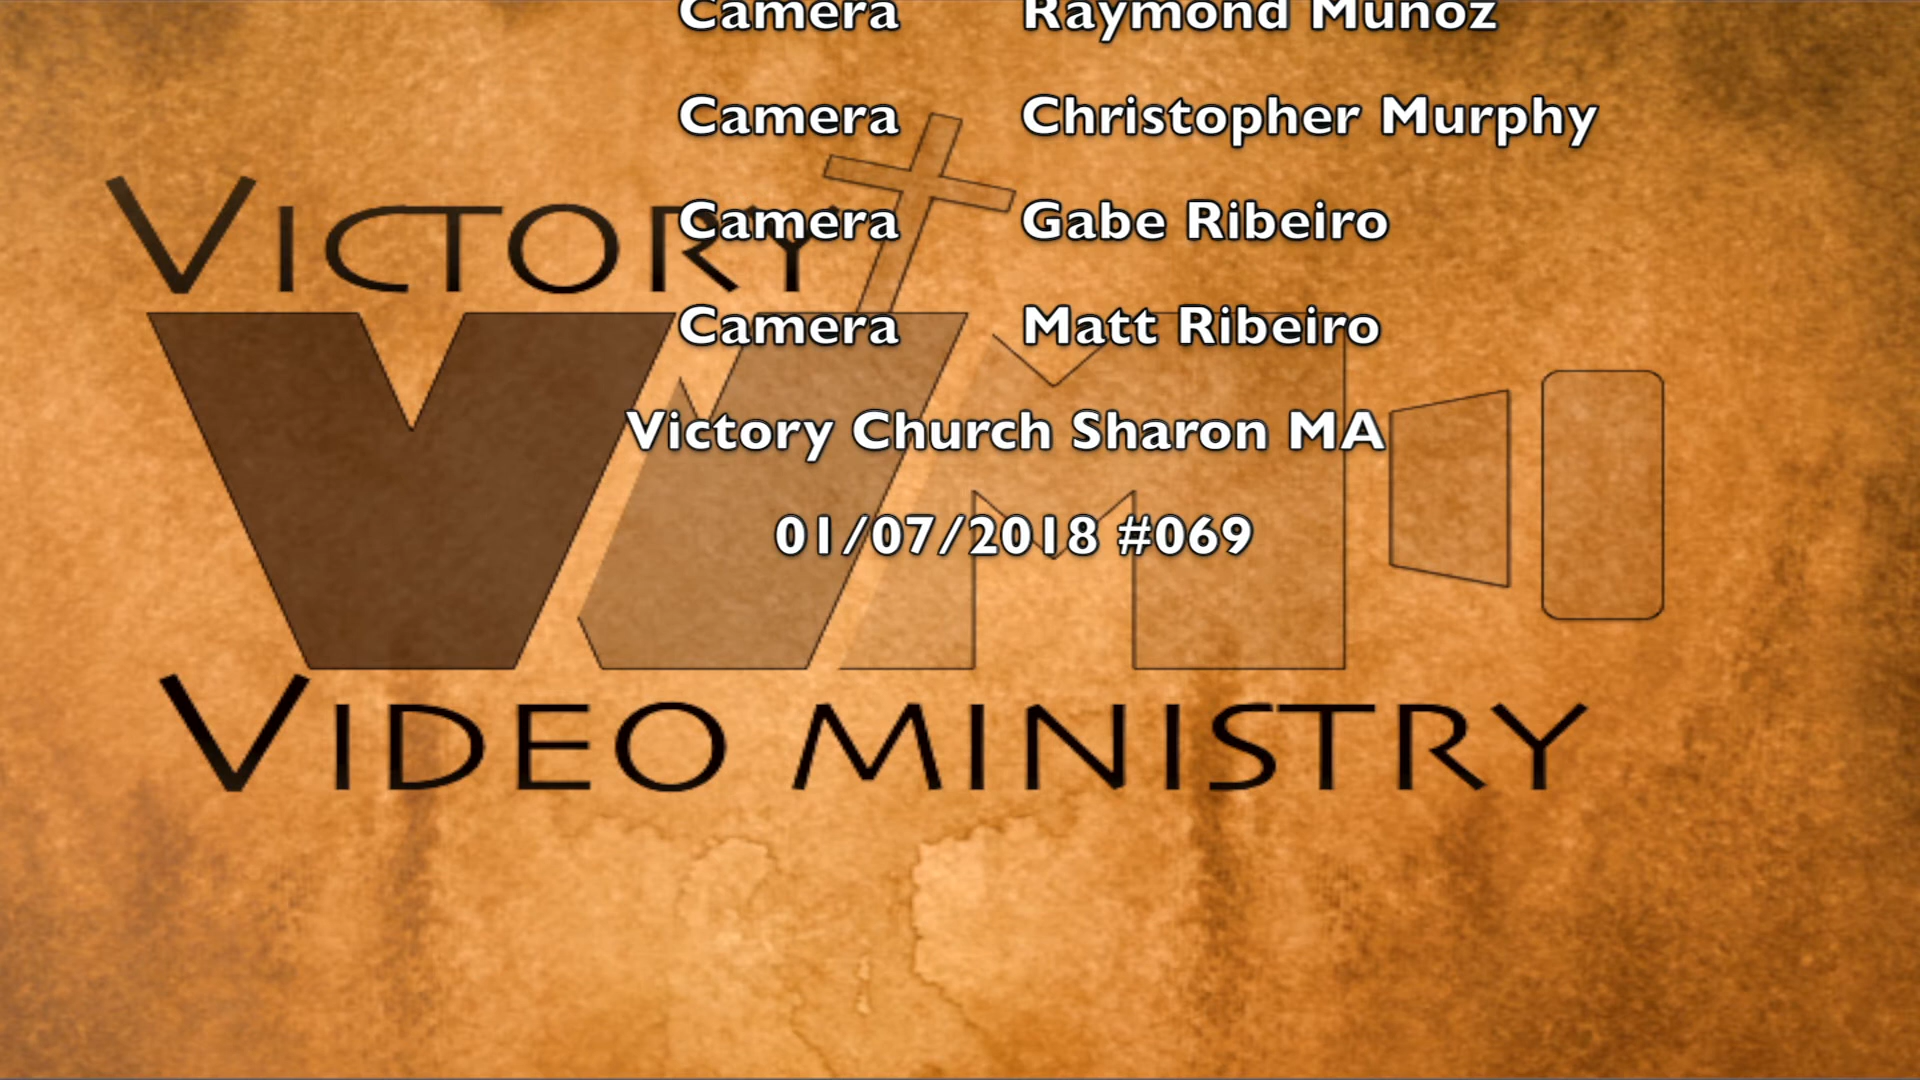 Camera Raymond Munoz
Camera Christopher Murphy
Camera Gabe Ribeiro
Camera Matt Ribeiro
Victory Church Sharon MA
01/07/2018 #069
VICTORY
VVM
VIDEO MINISTRY